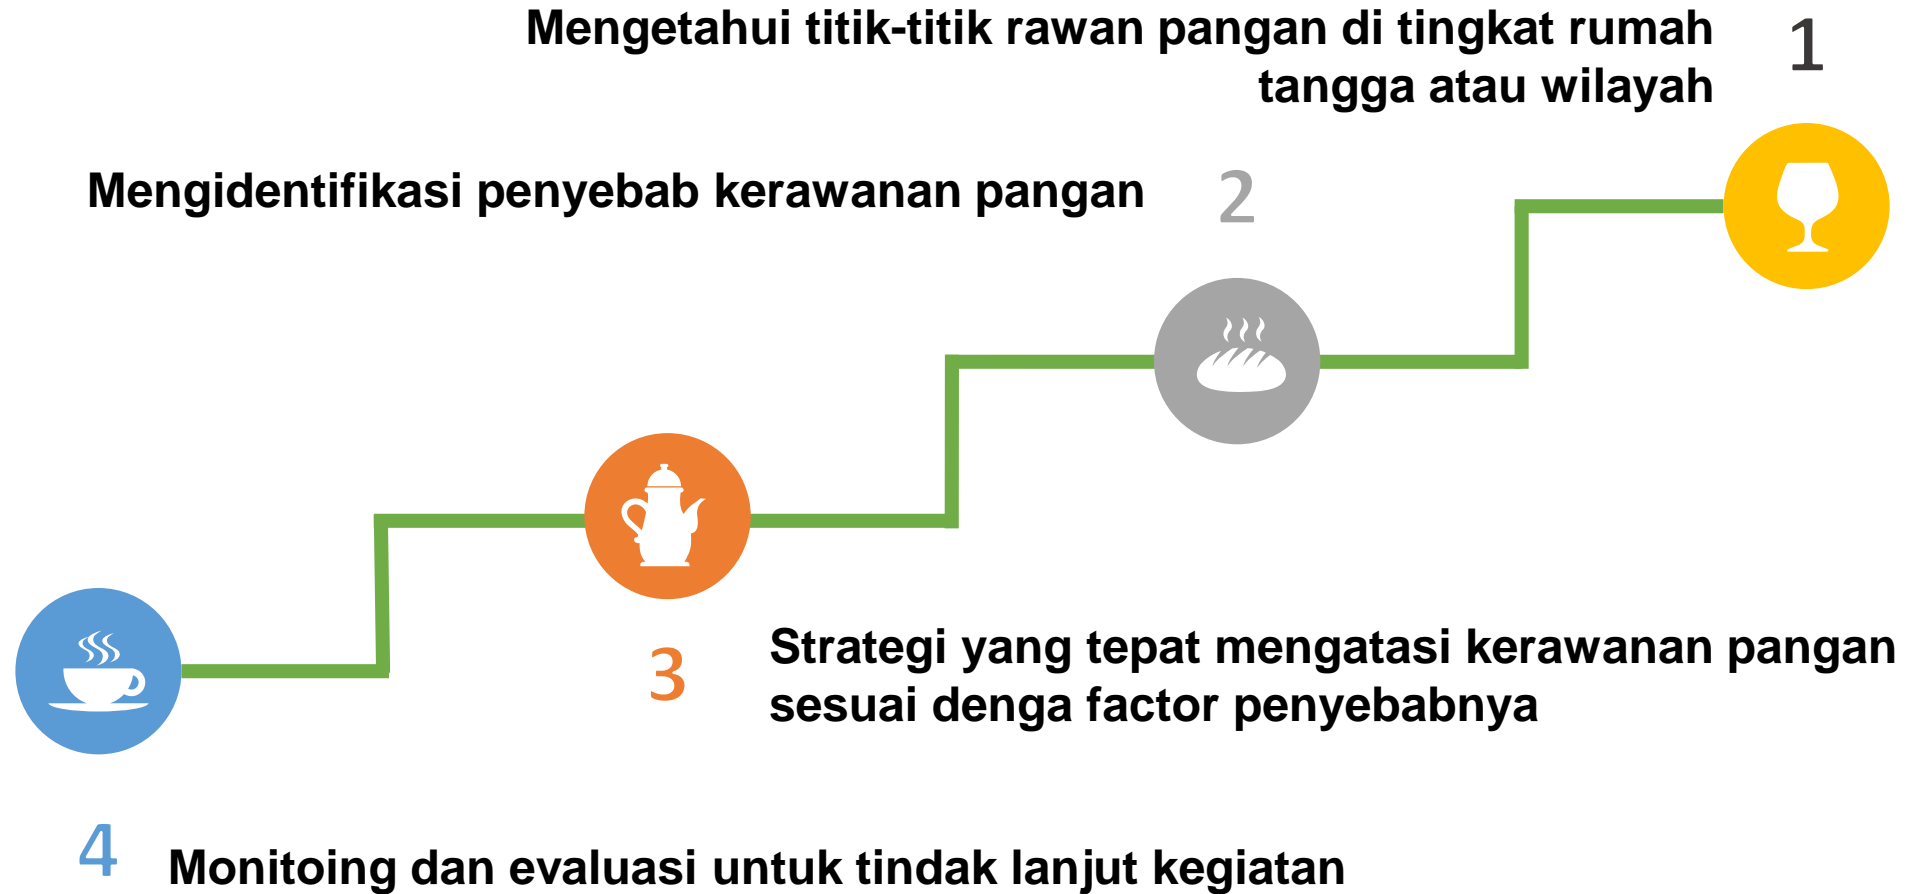 Mengetahui titik-titik rawan pangan di tingkat rumah
tangga atau wilayah
1
Mengidentifikasi penyebab kerawanan pangan
2
3
Strategi yang tepat mengatasi kerawanan pangan
sesuai denga factor penyebabnya
4
Monitoing dan evaluasi untuk tindak lanjut kegiatan